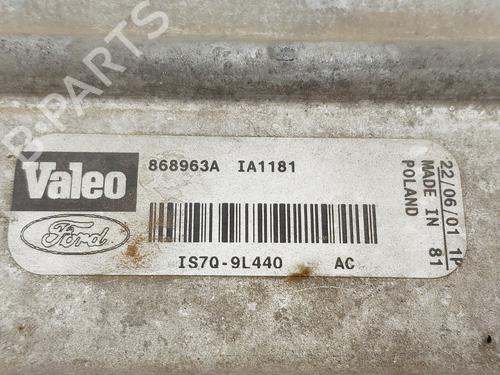 B-PARTS
Valeo
868963A IA1181
Ford
IS7Q-9L440 AC
22/06/01 1P
MADE IN 81
POLAND